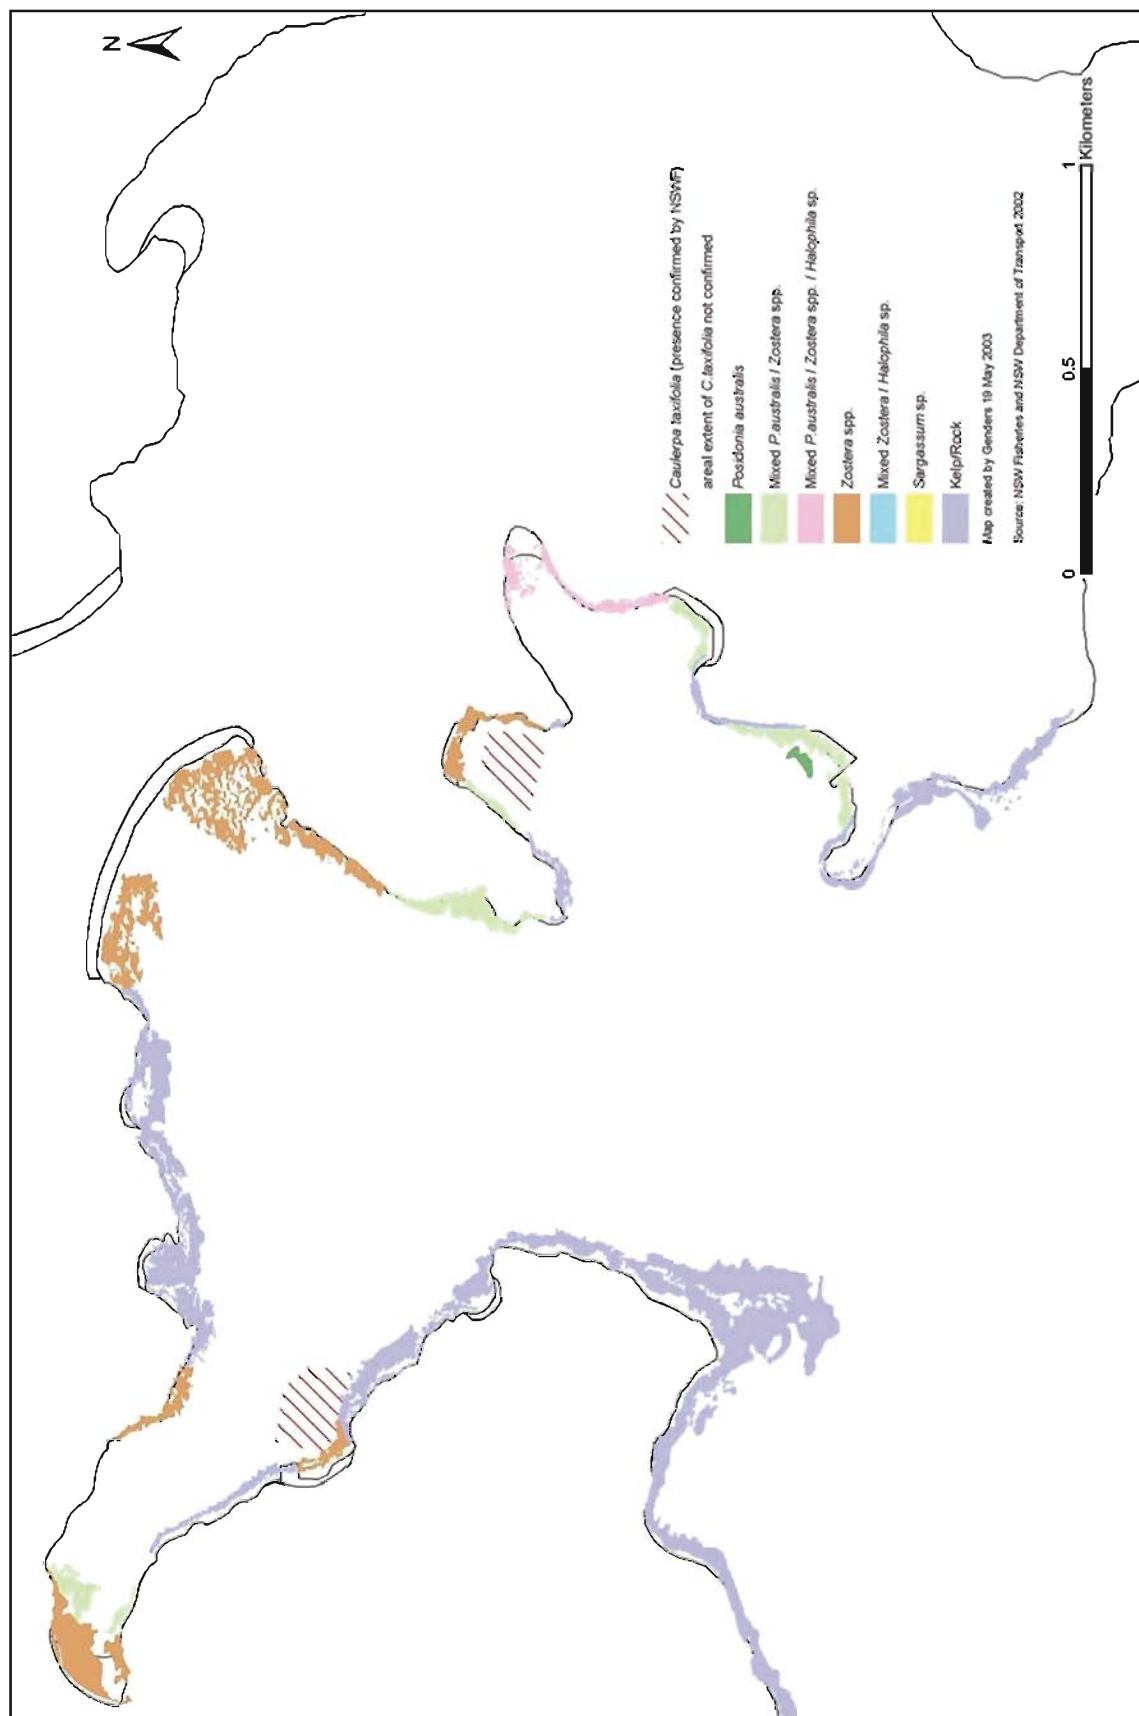 N
Caulerpa taxifolia (presence confirmed by NSWF)
areal extent of C.taxifolia not confirmed
Posidonia australis
Mixed P.australis / Zostera spp.
Mixed P.australis / Zostera spp. / Halophila sp.
Zostera spp.
Mixed Zostera / Halophila sp.
Sargassum sp.
Kelp/Rock
Map created by Genders 19 May 2003
Source: NSW Fisheries and NSW Department of Transport 2002
0 0.5 1
Kilometers